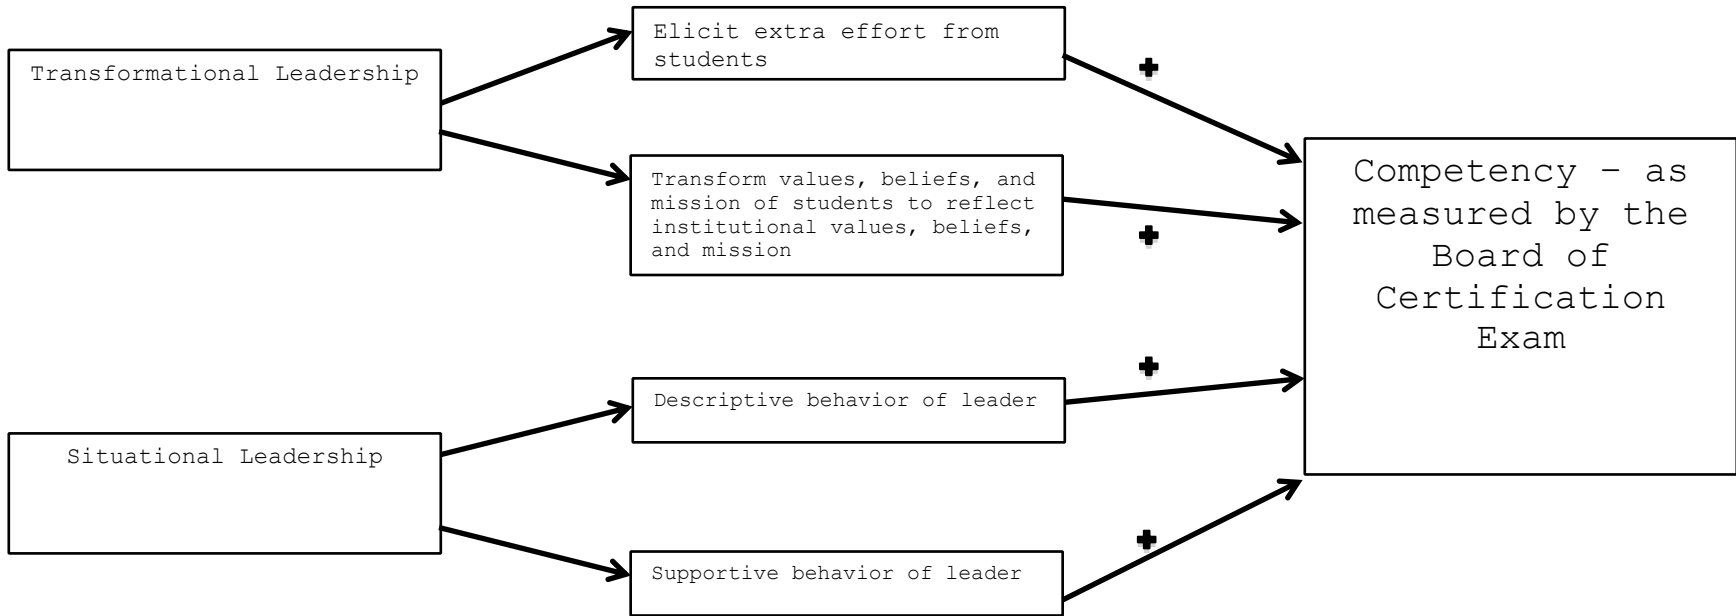 Transformational Leadership
Elicit extra effort from
students
Transform values, beliefs, and
mission of students to reflect
institutional values, beliefs,
and mission
Situational Leadership
Descriptive behavior of leader
Supportive behavior of leader
+
+
+
+
Competency – as
measured by the
Board of
Certification
Exam